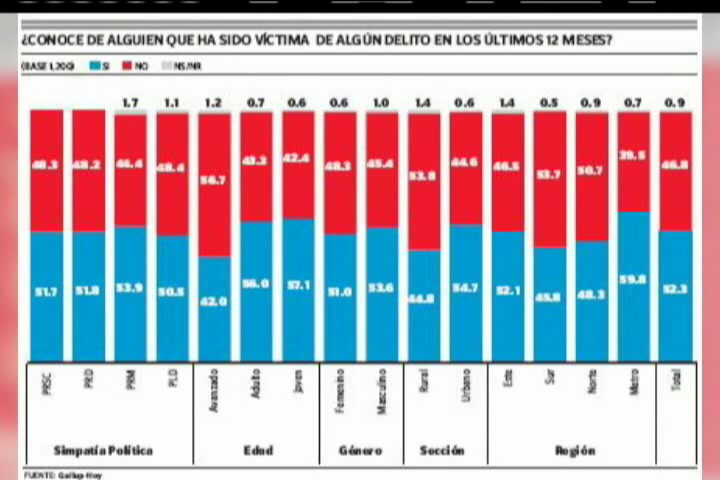 ¿CONOCE DE ALGUIEN QUE HA SIDO VÍCTIMA DE ALGÚN DELITO EN LOS ÚLTIMOS 12 MESES?
(BASE 1,200) SI NO NS/NR
1.7 1.1 1.2 0.7 0.6 0.6 1.0 1.4 0.6 1.4 0.5 0.9 0.7 0.9
48.3 48.2 46.4 48.4 56.7 43.3 42.4 48.3 45.4 53.8 44.6 46.5 53.7 50.7 39.5 46.8
51.7 51.8 53.9 50.5 42.0 56.0 57.1 51.0 53.6 44.8 54.7 52.1 45.8 48.3 59.8 52.3
PRSC PRD PRM PLD Avanzado Adulto Joven Femenino Masculino Rural Urbano Este Sur Norte Metro Total
Simpatía Política Edad Género Sección Región
FUENTE: Gallup-Hoy